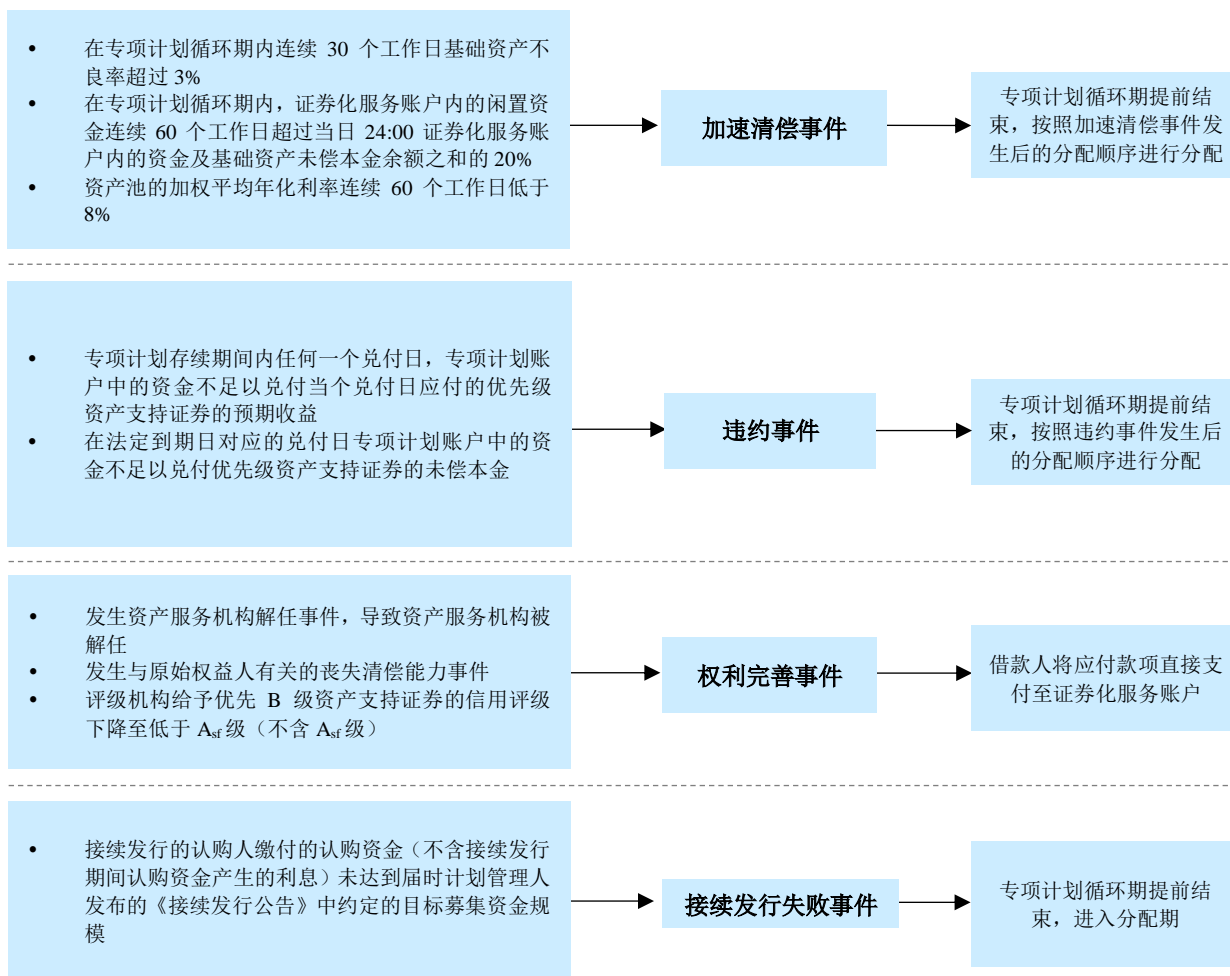 • 在专项计划循环期内连续 30 个工作日基础资产不
良率超过 3%
• 在专项计划循环期内，证券化服务账户内的闲置资
金连续 60 个工作日超过当日 24:00 证券化服务账
户内的资金及基础资产未偿本金余额之和的 20%
• 资产池的加权平均年化利率连续 60 个工作日低于
8%
加速清偿事件
专项计划循环期提前结
束，按照加速清偿事件发
生后的分配顺序进行分配
• 专项计划存续期间内任何一个兑付日，专项计划账
户中的资金不足以兑付当个兑付日应付的优先级
资产支持证券的预期收益
• 在法定到期日对应的兑付日专项计划账户中的资
金不足以兑付优先级资产支持证券的未偿本金
违约事件
专项计划循环期提前结
束，按照违约事件发生后
的分配顺序进行分配
• 发生资产服务机构解任事件，导致资产服务机构被
解任
• 发生与原始权益人有关的丧失清偿能力事件
• 评级机构给予优先 B 级资产支持证券的信用评级
下降至低于 Asf 级（不含 Asf 级）
权利完善事件
借款人将应付款项直接支
付至证券化服务账户
• 接续发行的认购人缴付的认购资金（不含接续发行
期间认购资金产生的利息）未达到届时计划管理人
发布的《接续发行公告》中约定的目标募集资金规
模
接续发行失败事件
专项计划循环期提前结
束，进入分配期